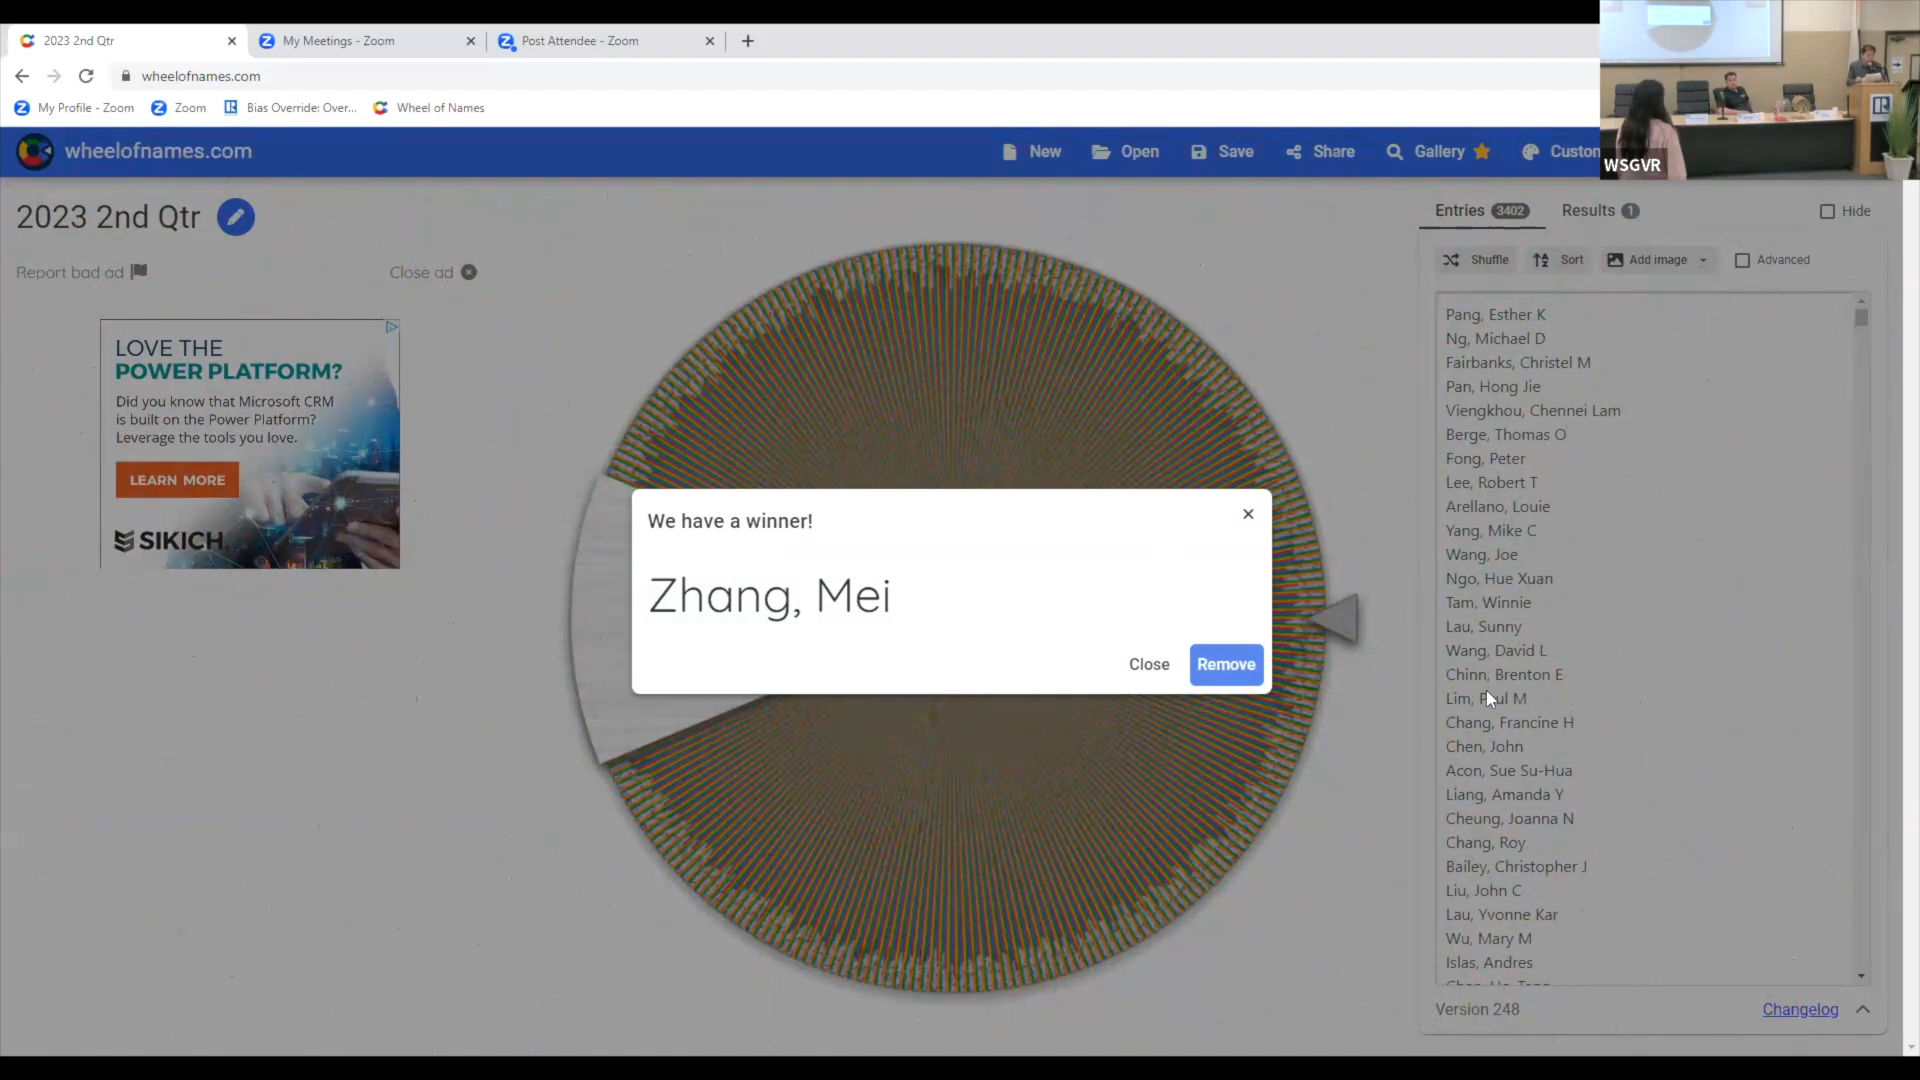 2023 2nd Qtr
My Meetings - Zoom
Post Attendee - Zoom
wheelofnames.com
My Profile - Zoom
Zoom
Bias Override: Over...
Wheel of Names
wheelofnames.com
New
Open
Save
Share
Gallery
Custom
WSGVR
2023 2nd Qtr
Report bad ad
Close ad
LOVE THE
POWER PLATFORM?
Did you know that Microsoft CRM
is built on the Power Platform?
Leverage the tools you love.
LEARN MORE
SIKICH
We have a winner!
Zhang, Mei
Close
Remove
Entries 3402
Results 1
Hide
Shuffle
Sort
Add image
Advanced
Pang, Esther K
Ng, Michael D
Fairbanks, Christel M
Pan, Hong Jie
Viengkhou, Chennei Lam
Berge, Thomas O
Fong, Peter
Lee, Robert T
Arellano, Louie
Yang, Mike C
Wang, Joe
Ngo, Hue Xuan
Tam, Winnie
Lau, Sunny
Wang, David L
Chinn, Brenton E
Lim, Paul M
Chang, Francine H
Chen, John
Acon, Sue Su-Hua
Liang, Amanda Y
Cheung, Joanna N
Chang, Roy
Bailey, Christopher J
Liu, John C
Lau, Yvonne Kar
Wu, Mary M
Islas, Andres
Version 248
Changelog